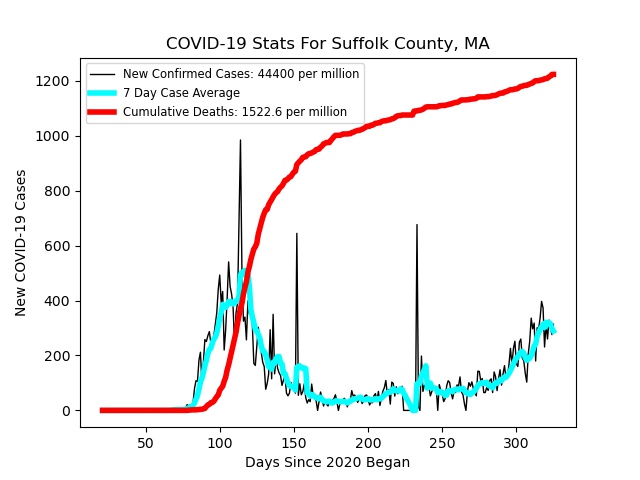 COVID-19 Stats For Suffolk County, MA
New Confirmed Cases: 44400 per million
7 Day Case Average
Cumulative Deaths: 1522.6 per million
New COVID-19 Cases
1200
1000
800
600
400
200
0
50 100 150 200 250 300
Days Since 2020 Began